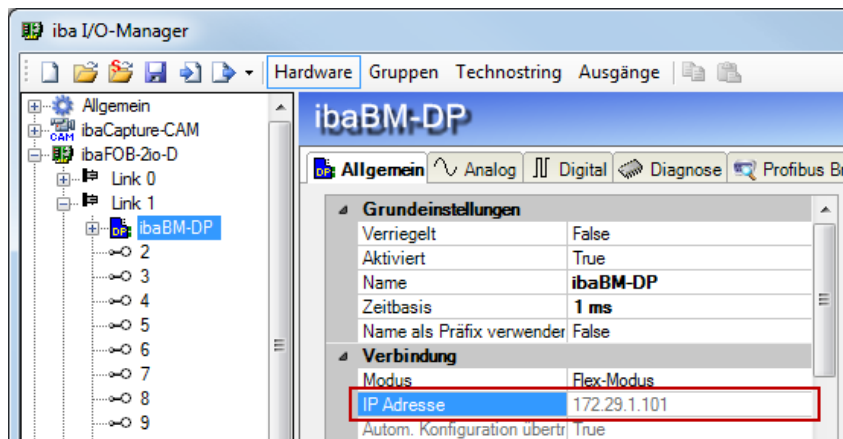 iba I/O-Manager
Hardware Gruppen Technostring Ausgänge
Allgemein
CAM ibaCapture-CAM
ibaFOB-2io-D
Link 0
Link 1
DP ibaBM-DP
2
3
4
5
6
7
8
9
ibaBM-DP
DP Allgemein Analog Digital Diagnose Profibus Br
Grundeinstellungen
Verriegelt False
Aktiviert True
Name ibaBM-DP
Zeitbasis 1 ms
Name als Präfix verwender False
Verbindung
Modus Flex-Modus
IP Adresse 172.29.1.101
Autom. Konfiguration übertr True